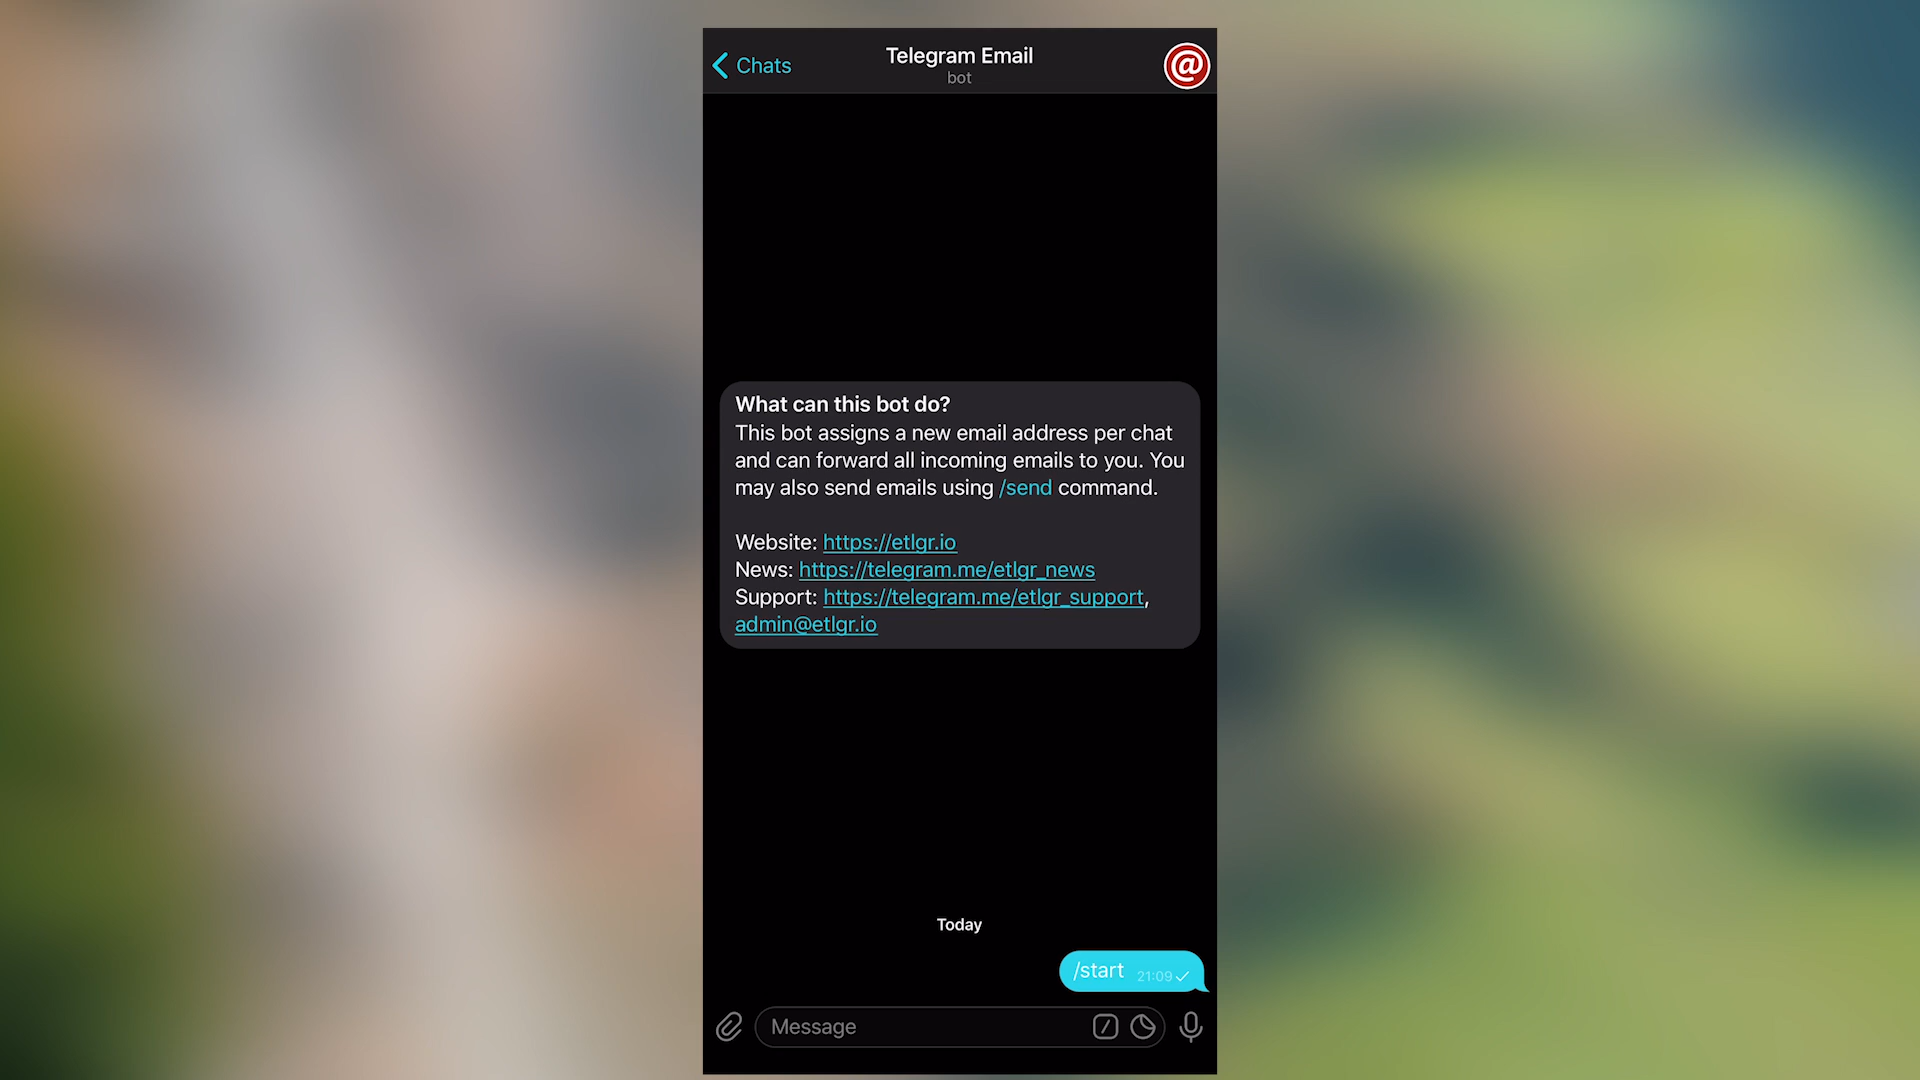 Chats
Telegram Email
bot
@
What can this bot do?
This bot assigns a new email address per chat
and can forward all incoming emails to you. You
may also send emails using /send command.
Website: https://etlgr.io
News: https://telegram.me/etlgr_news
Support: https://telegram.me/etlgr_support,
admin@etlgr.io
Today
/start 21:09
Message